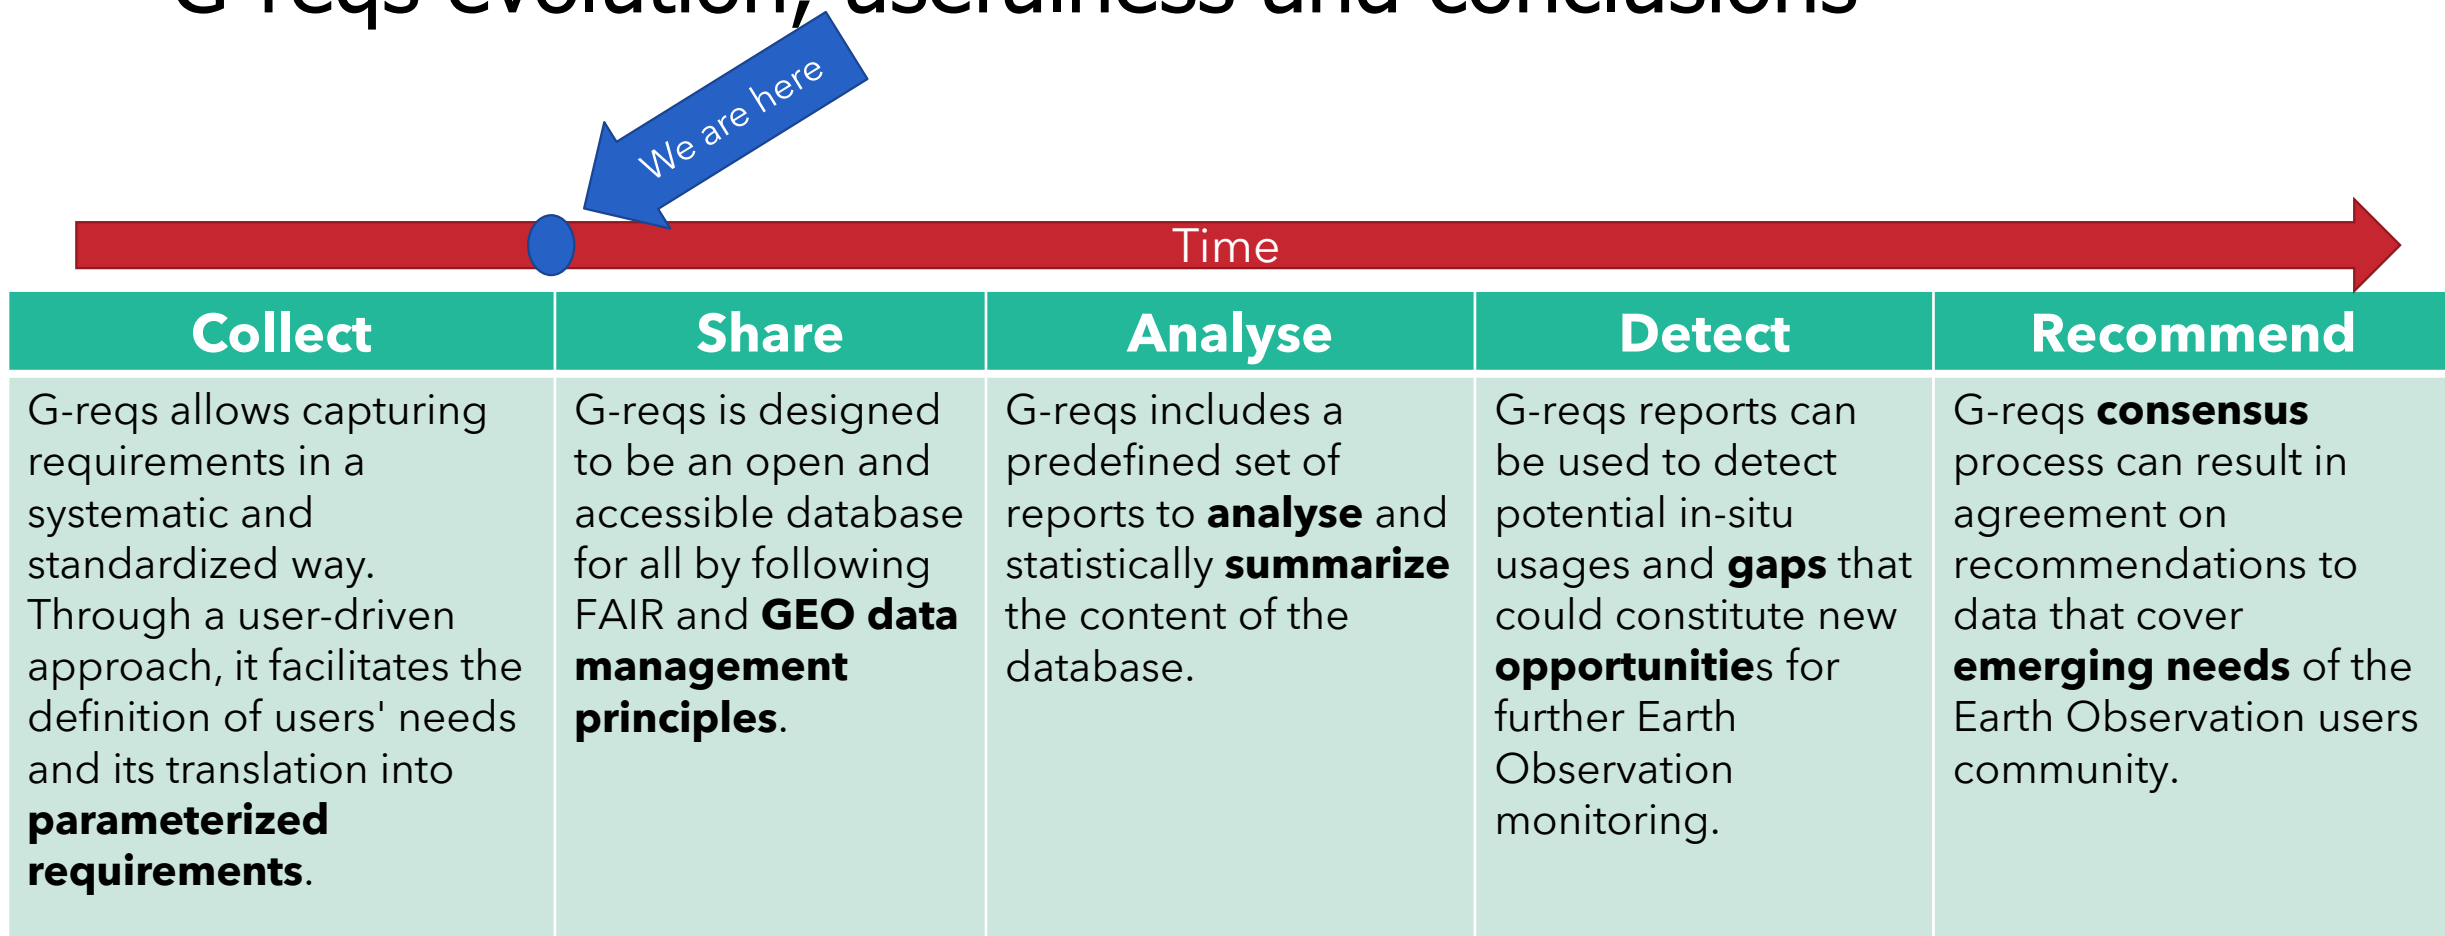 G-reqs evolution, usefulness and conclusions
We are here
Time
Collect
Share
Analyse
Detect
Recommend
G-reqs allows capturing
requirements in a
systematic and
standardized way.
Through a user-driven
approach, it facilitates the
definition of users' needs
and its translation into
parameterized
requirements.
G-reqs is designed
to be an open and
accessible database
for all by following
FAIR and GEO data
management
principles.
G-reqs includes a
predefined set of
reports to analyse and
statistically summarize
the content of the
database.
G-reqs reports can
be used to detect
potential in-situ
usages and gaps that
could constitute new
opportunities for
further Earth
Observation
monitoring.
G-reqs consensus
process can result in
agreement on
recommendations to
data that cover
emerging needs of the
Earth Observation users
community.